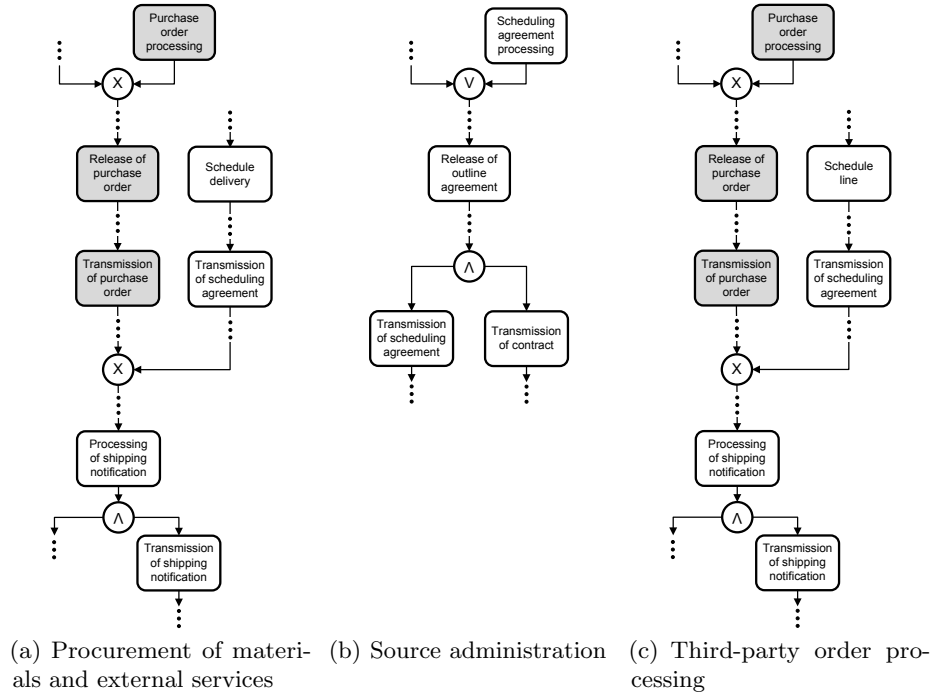 Purchase
order
processing
X
Release of
purchase
order
Schedule
delivery
Transmission
of purchase
order
Transmission
of scheduling
agreement
X
Processing
of shipping
notification
Λ
Transmission
of shipping
notification
(a) Procurement of materi-
als and external services
Scheduling
agreement
processing
V
Release of
outline
agreement
Λ
Transmission
of scheduling
agreement
Transmission
of contract
(b) Source administration
Purchase
order
processing
X
Release of
purchase
order
Schedule
line
Transmission
of purchase
order
Transmission
of scheduling
agreement
X
Processing
of shipping
notification
Λ
Transmission
of shipping
notification
(c) Third-party order pro-
cessing